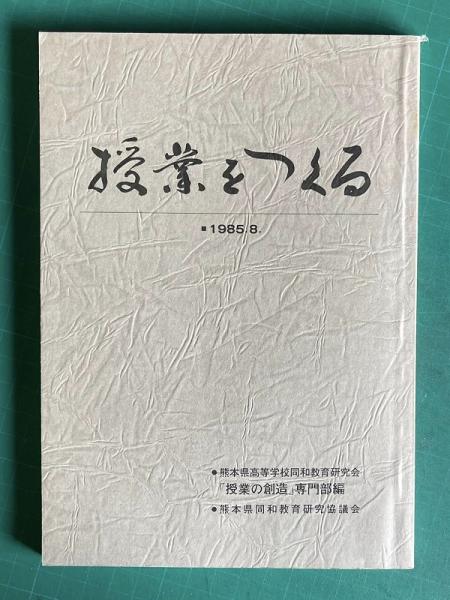 授業をつくる
■1985.8.
●熊本県高等学校同和教育研究会
「授業の創造」専門部編
●熊本県同和教育研究協議会